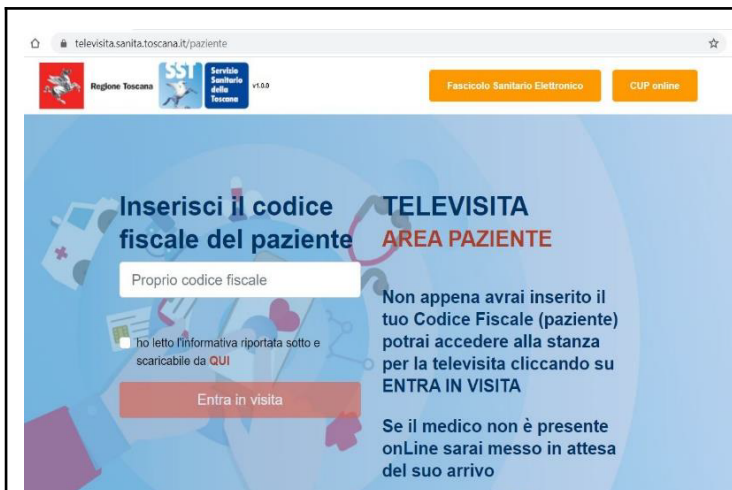 televisita.sanita.toscana.it/paziente
Regione Toscana
SST
Servizio
Sanitario
della
Toscana
v1.0.0
Fascicolo Sanitario Elettronico
CUP online
Inserisci il codice
fiscale del paziente
Proprio codice fiscale
ho letto l'informativa riportata sotto e
scaricabile da QUI
Entra in visita
TELEVISITA
AREA PAZIENTE
Non appena avrai inserito il
tuo Codice Fiscale (paziente)
potrai accedere alla stanza
per la televisita cliccando su
ENTRA IN VISITA
Se il medico non è presente
onLine sarai messo in attesa
del suo arrivo